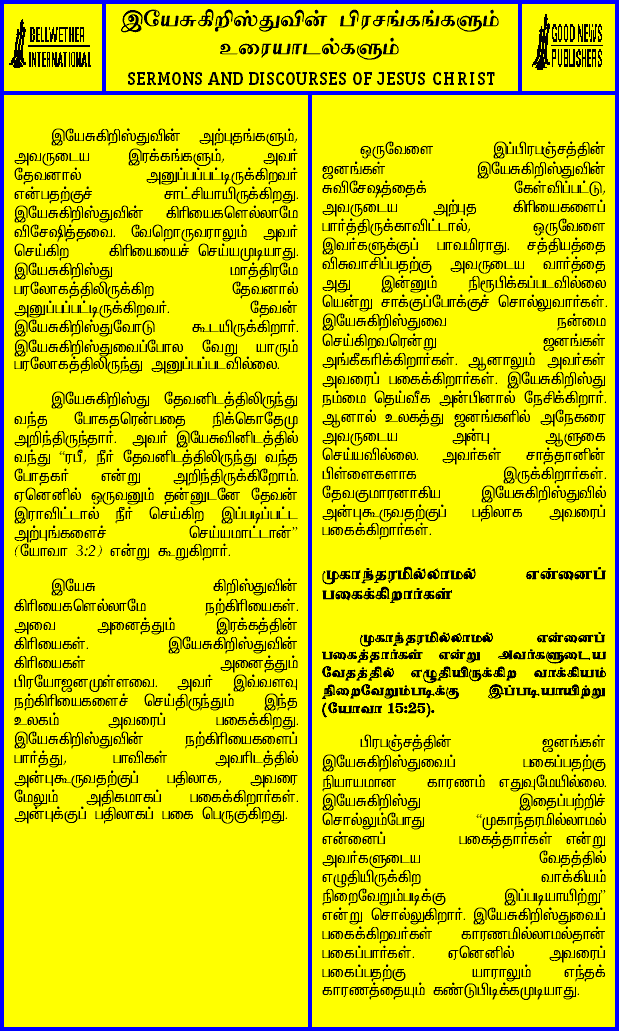 BELLWETHER
INTERNATIONAL
இயேசுகிறிஸ்துவின் பிரசங்கங்களும்
உரையாடல்களும்
SERMONS AND DISCOURSES OF JESUS CHRIST
GOOD NEWS
PUBLISHERS
இயேசுகிறிஸ்துவின் அற்புதங்களும்,
அவருடைய இரக்கங்களும், அவர்
தேவனால் அனுப்பப்பட்டிருக்கிறவர்
என்பதற்குச் சாட்சியாயிருக்கிறது.
இயேசுகிறிஸ்துவின் கிரியைகளெல்லாமே
விசேஷித்தவை. வேறொருவராலும் அவர்
செய்கிற கிரியையைச் செய்யமுடியாது.
இயேசுகிறிஸ்து மாத்திரமே
பரலோகத்திலிருக்கிற தேவனால்
அனுப்பப்பட்டிருக்கிறவர். தேவன்
இயேசுகிறிஸ்துவோடு கூடயிருக்கிறார்.
இயேசுகிறிஸ்துவைப்போல வேறு யாரும்
பரலோகத்திலிருந்து அனுப்பப்படவில்லை.
இயேசுகிறிஸ்து தேவனிடத்திலிருந்து
வந்த போதகரென்பதை நிக்கொதேமு
அறிந்திருந்தார். அவர் இயேசுவினிடத்தில்
வந்து “ரபீ, நீர் தேவனிடத்திலிருந்து வந்த
போதகர் என்று அறிந்திருக்கிறோம்.
ஏனெனில் ஒருவனும் தன்னுடனே தேவன்
இராவிட்டால் நீர் செய்கிற இப்படிப்பட்ட
அற்புங்களைச் செய்யமாட்டான்”
(யோவா 3:2) என்று கூறுகிறார்.
இயேசு கிறிஸ்துவின்
கிரியைகளெல்லாமே நற்கிரியைகள்.
அவை அனைத்தும் இரக்கத்தின்
கிரியைகள். இயேசுகிறிஸ்துவின்
கிரியைகள் அனைத்தும்
பிரயோஜனமுள்ளவை. அவர் இவ்வளவு
நற்கிரியைகளைச் செய்திருந்தும் இந்த
உலகம் அவரைப் பகைக்கிறது.
இயேசுகிறிஸ்துவின் நற்கிரியைகளைப்
பார்த்து, பாவிகள் அவரிடத்தில்
அன்புகூருவதற்குப் பதிலாக, அவரை
மேலும் அதிகமாகப் பகைக்கிறார்கள்.
அன்புக்குப் பதிலாகப் பகை பெருகுகிறது.
ஒருவேளை இப்பிரபஞ்சத்தின்
ஜனங்கள் இயேசுகிறிஸ்துவின்
சுவிசேஷத்தைக் கேள்விப்பட்டு,
அவருடைய அற்புத கிரியைகளைப்
பார்த்திருக்காவிட்டால், ஒருவேளை
இவர்களுக்குப் பாவமிராது. சத்தியத்தை
விசுவாசிப்பதற்கு அவருடைய வார்த்தை
அது இன்னும் நிரூபிக்கப்படவில்லை
யென்று சாக்குப்போக்குச் சொல்லுவார்கள்.
இயேசுகிறிஸ்துவை நன்மை
செய்கிறவரென்று ஜனங்கள்
அங்கீகரிக்கிறார்கள். ஆனாலும் அவர்கள்
அவரைப் பகைக்கிறார்கள். இயேசுகிறிஸ்து
நம்மை தெய்வீக அன்பினால் நேசிக்கிறார்.
ஆனால் உலகத்து ஜனங்களில் அநேகரை
அவருடைய அன்பு ஆளுகை
செய்யவில்லை. அவர்கள் சாத்தானின்
பிள்ளைகளாக இருக்கிறார்கள்.
தேவகுமாரனாகிய இயேசுகிறிஸ்துவில்
அன்புகூருவதற்குப் பதிலாக அவரைப்
பகைக்கிறார்கள்.
முகாந்தரமில்லாமல் என்னைப்
பகைக்கிறார்கள்
முகாந்தரமில்லாமல் என்னைப்
பகைத்தார்கள் என்று அவர்களுடைய
வேதத்தில் எழுதியிருக்கிற வாக்கியம்
நிறைவேறும்படிக்கு இப்படியாயிற்று
(யோவா 15:25).
பிரபஞ்சத்தின் ஜனங்கள்
இயேசுகிறிஸ்துவைப் பகைப்பதற்கு
நியாயமான காரணம் எதுவுமேயில்லை.
இயேசுகிறிஸ்து இதைப்பற்றிச்
சொல்லும்போது “முகாந்தரமில்லாமல்
என்னைப் பகைத்தார்கள் என்று
அவர்களுடைய வேதத்தில்
எழுதியிருக்கிற வாக்கியம்
நிறைவேறும்படிக்கு இப்படியாயிற்று”
என்று சொல்லுகிறார். இயேசுகிறிஸ்துவைப்
பகைக்கிறவர்கள் காரணமில்லாமல்தான்
பகைப்பார்கள். ஏனெனில் அவரைப்
பகைப்பதற்கு யாராலும் எந்தக்
காரணத்தையும் கண்டுபிடிக்கமுடியாது.